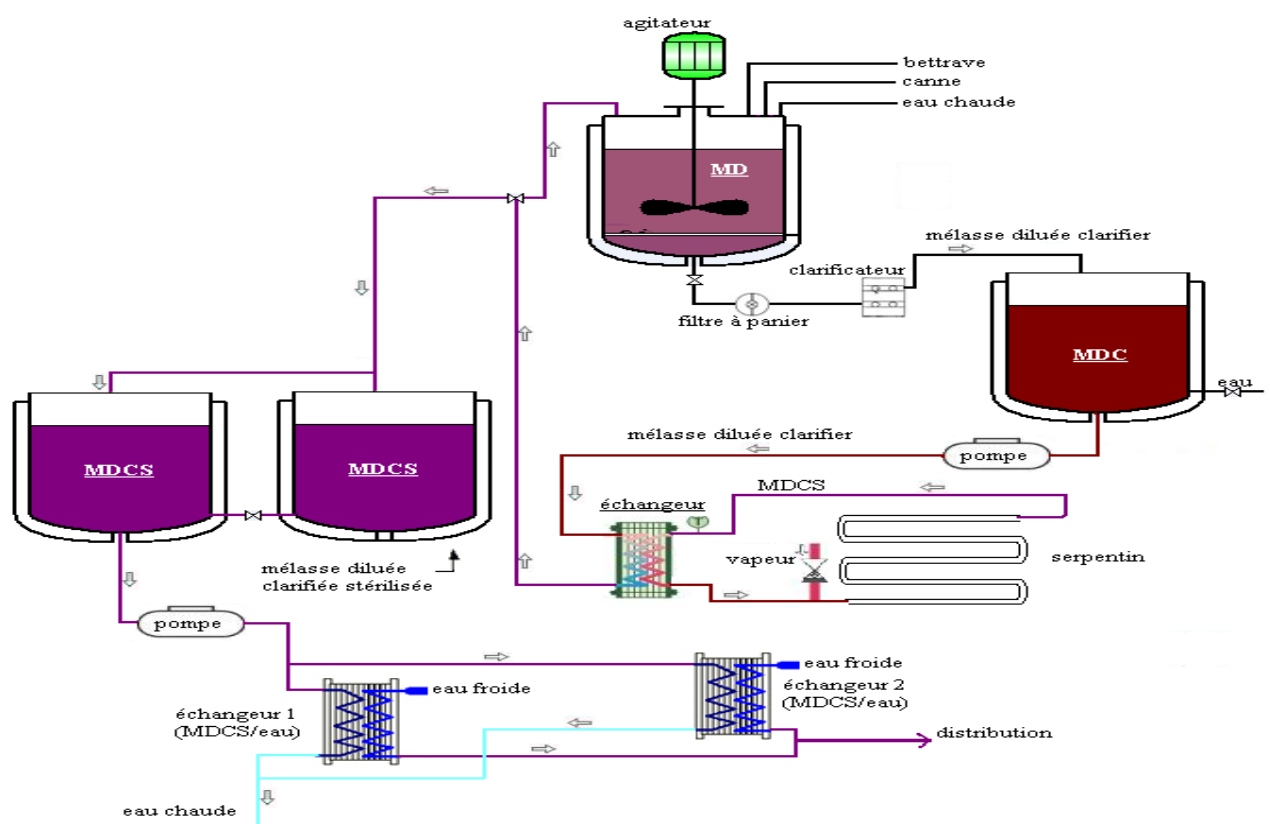 agitateur
bettrave
canne
eau chaude
MD
mélasse diluée clarifier
clarificateur
filtre à panier
MDC
eau
mélasse diluée clarifier
pompe
MDCS
échangeur
T
vapeur
serpentin
MDCS
MDCS
mélasse diluée
clarifiée stérilisée
pompe
eau froide
échangeur 1
(MDCS/eau)
eau froide
échangeur 2
(MDCS/eau)
distribution
eau chaude